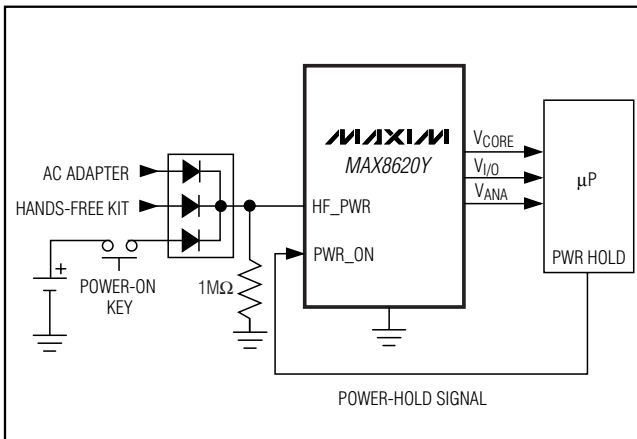 MAXIM
MAX8620Y
AC ADAPTER
HANDS-FREE KIT
+
POWER-ON
KEY
1MΩ
HF_PWR
PWR_ON
VCORE
VI/O
VANA
μP
PWR HOLD
POWER-HOLD SIGNAL